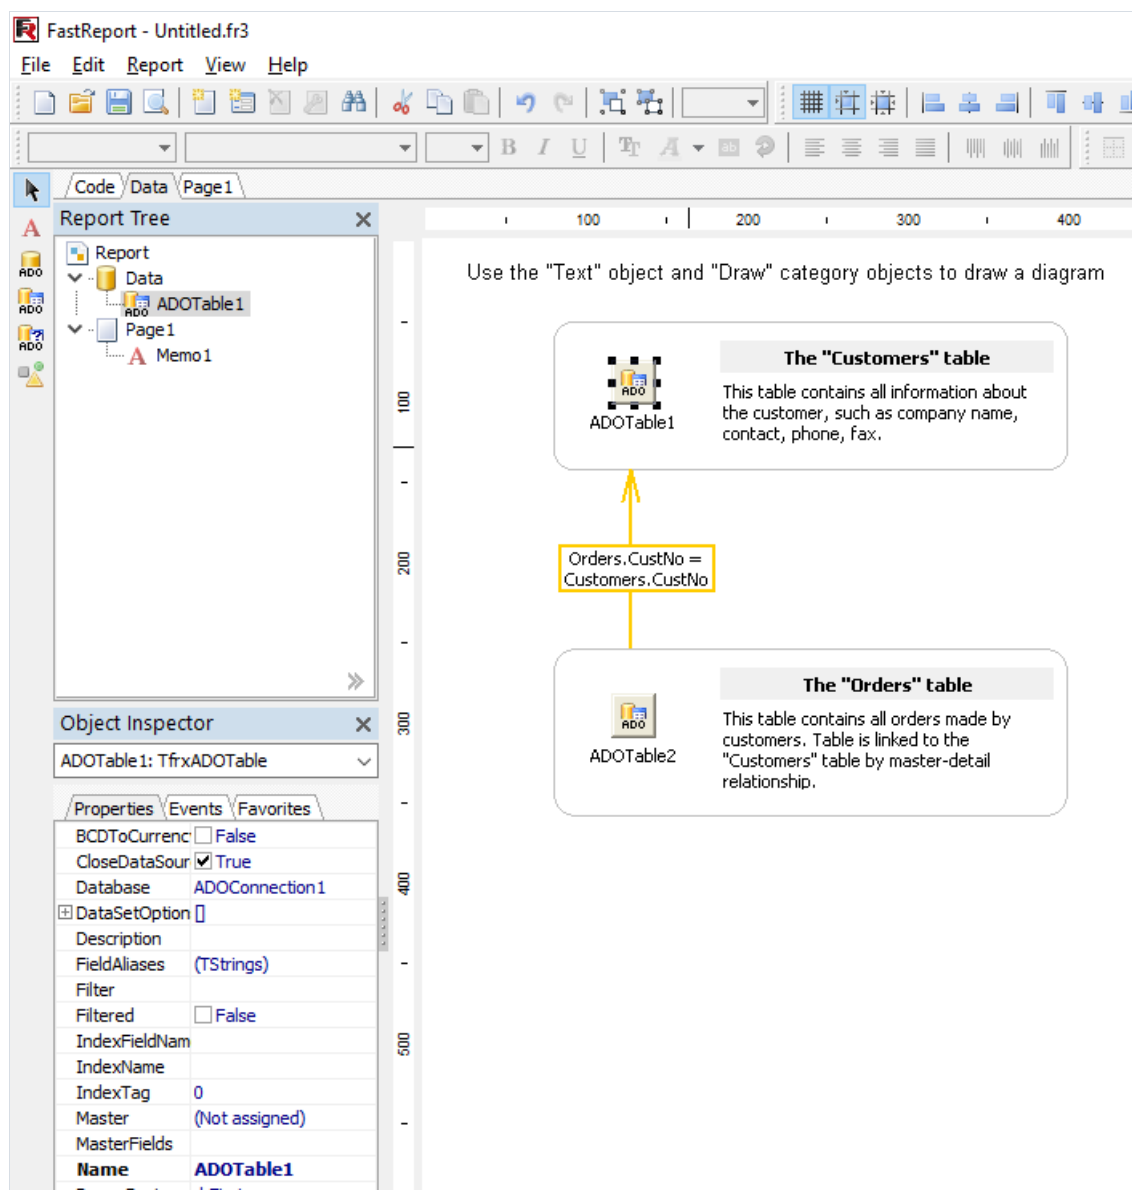 FastReport - Untitled.fr3
File Edit Report View Help
B I U
Code Data Page1
Report Tree
Report
Data
ADO ADOTable1
Page1
A Memo1
A
ADO
ADO
ADO
100 200 300 400
100
200
300
400
500
Use the "Text" object and "Draw" category objects to draw a diagram
ADO
ADOTable1
The "Customers" table
This table contains all information about
the customer, such as company name,
contact, phone, fax.
Orders.CustNo =
Customers.CustNo
ADO
ADOTable2
The "Orders" table
This table contains all orders made by
customers. Table is linked to the
"Customers" table by master-detail
relationship.
Object Inspector
ADOTable1: TfrxADOTable
Properties Events Favorites
BCDToCurrenc False
CloseDataSour True
Database ADOConnection1
DataSetOption []
Description
FieldAliases (TStrings)
Filter
Filtered False
IndexFieldNam
IndexName
IndexTag 0
Master (Not assigned)
MasterFields
Name ADOTable1